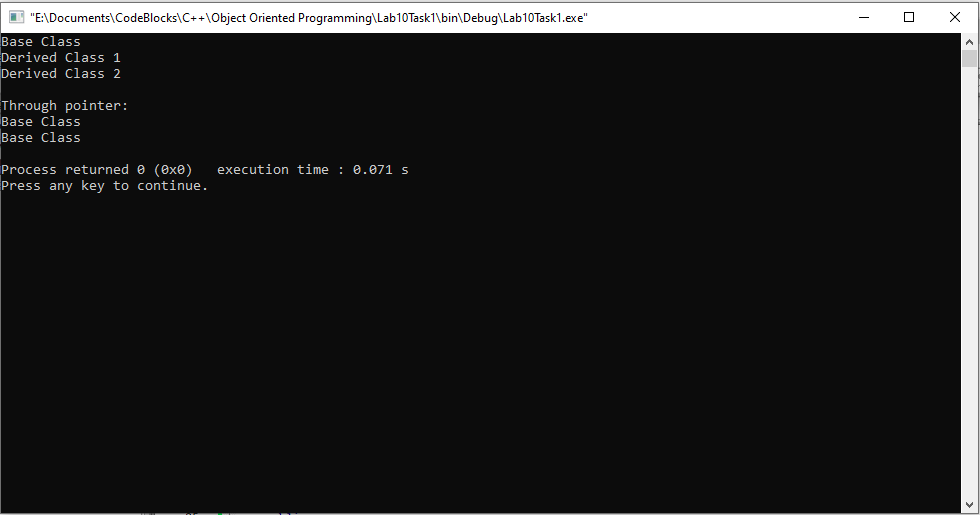 "E:\Documents\CodeBlocks\C++\Object Oriented Programming\Lab10Task1\bin\Debug\Lab10Task1.exe"
Base Class
Derived Class 1
Derived Class 2
Through pointer:
Base Class
Base Class
Process returned 0 (0x0)   execution time : 0.071 s
Press any key to continue.